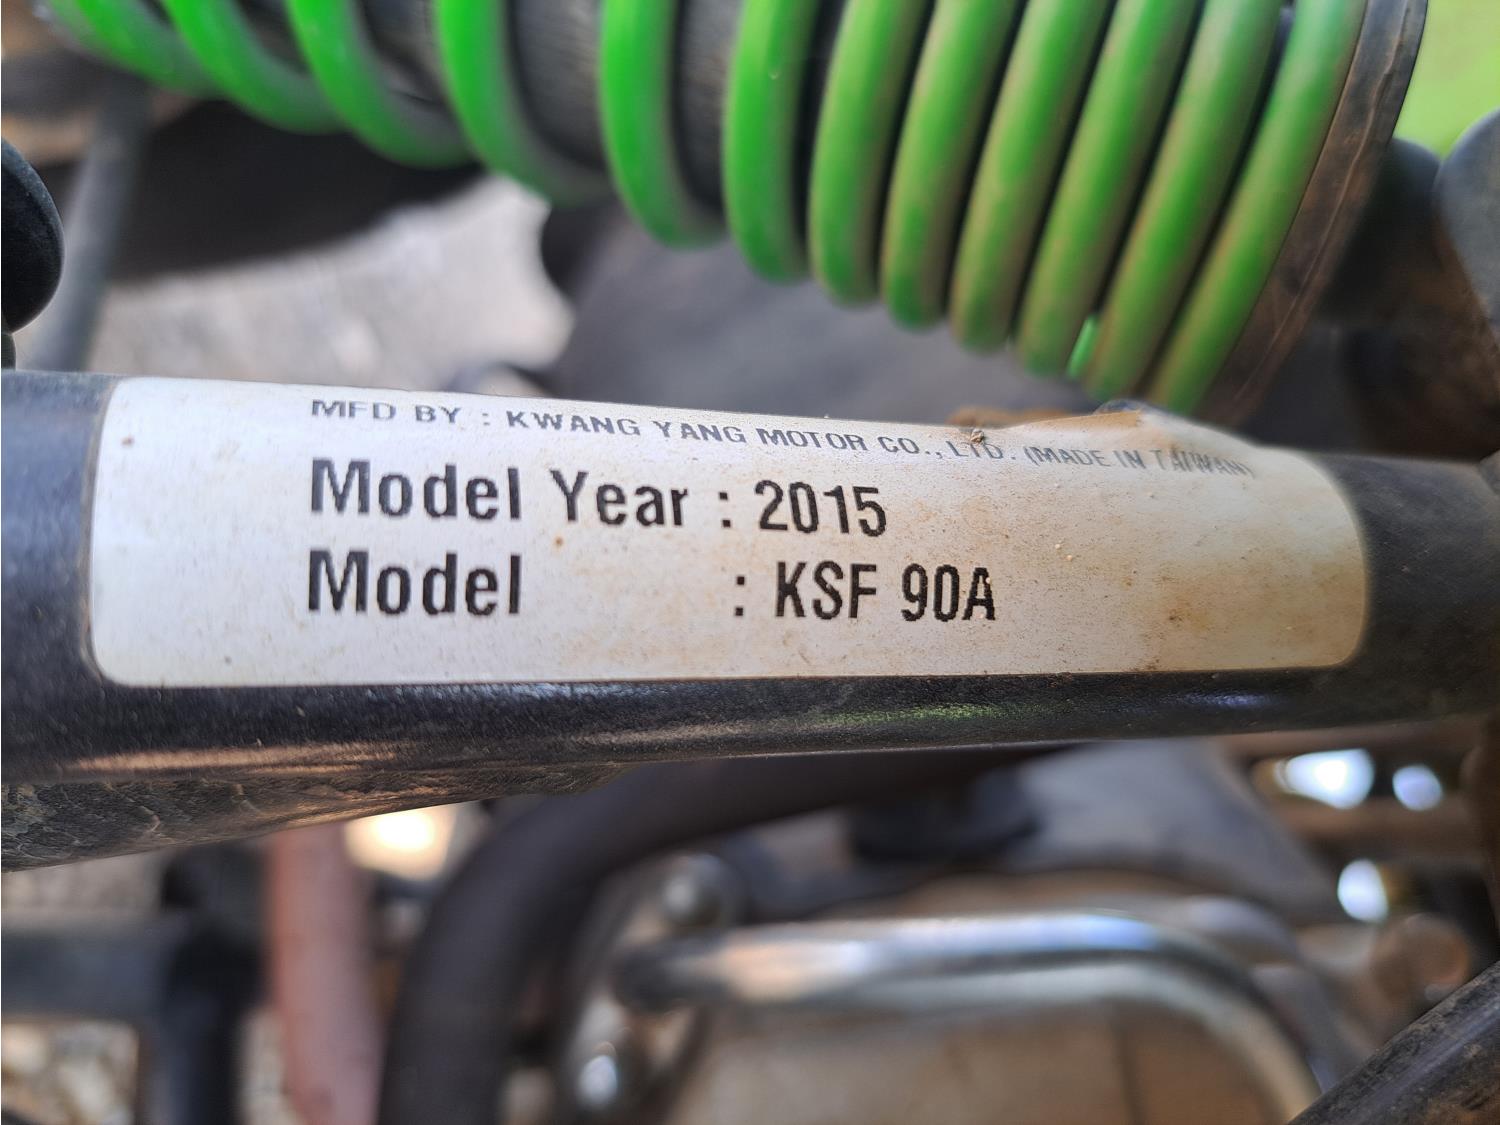 MFD BY : KWANG YANG MOTOR CO., LTD. (MADE IN TAIWAN)
Model Year : 2015
Model : KSF 90A